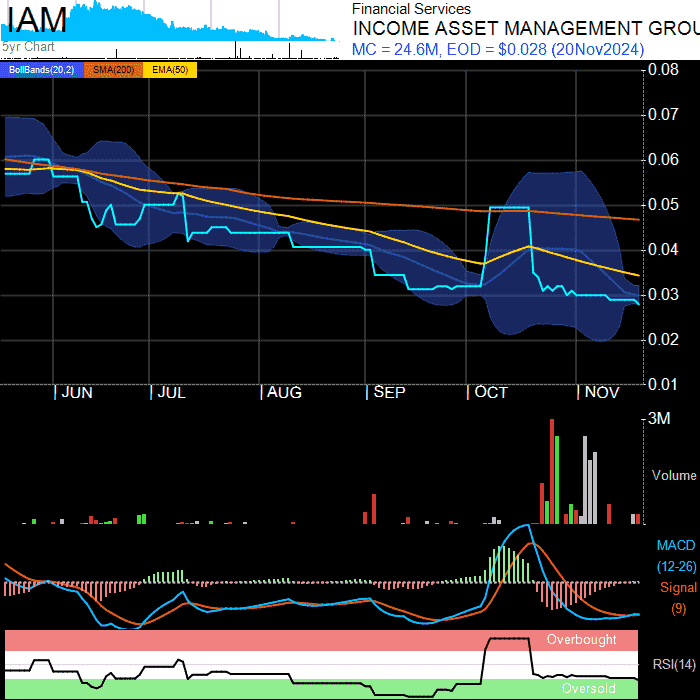 IAM
5yr Chart
Financial Services
INCOME ASSET MANAGEMENT GROU
MC = 24.6M, EOD = $0.028 (20Nov2024)
BollBands(20,2) SMA(200) EMA(50)
0.08
0.07
0.06
0.05
0.04
0.03
0.02
0.01
| JUN | JUL | AUG | SEP | OCT | NOV
3M
Volume
MACD
(12-26)
Signal
(9)
Overbought
RSI(14)
Oversold